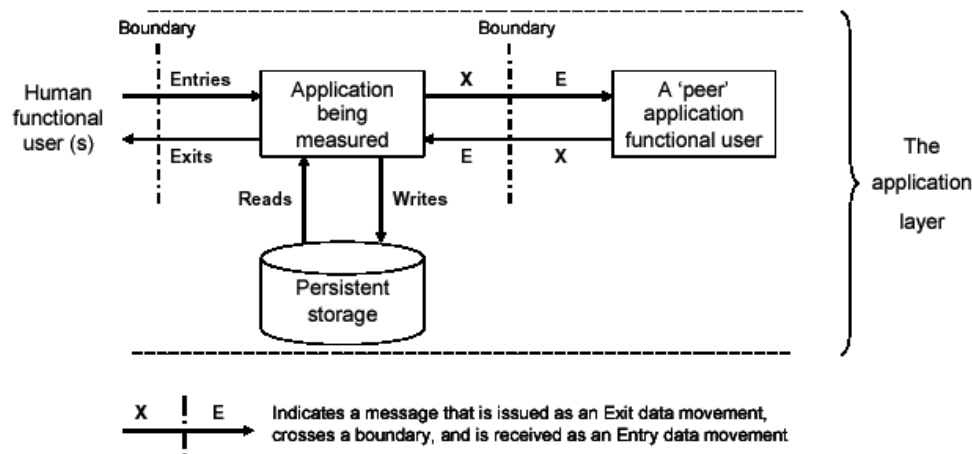 Boundary
Boundary
Human
functional
user (s)
Entries
Exits
Application
being
measured
X
E
E
X
A 'peer'
application
functional user
The
application
layer
Reads
Writes
Persistent
storage
X
E
Indicates a message that is issued as an Exit data movement,
crosses a boundary, and is received as an Entry data movement